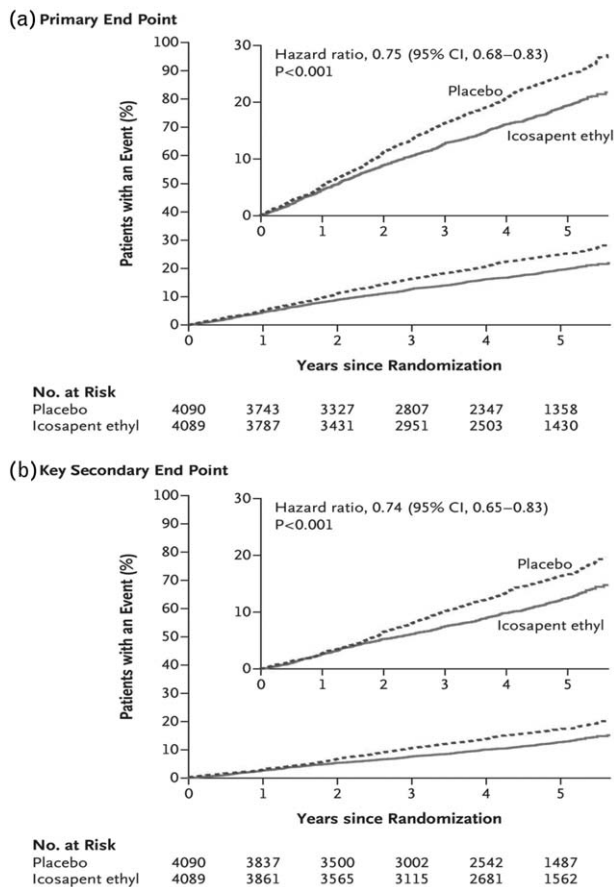 (a) Primary End Point
Patients with an Event (%)
100
90
80
70
60
50
40
30
20
10
0
30
20
10
0
Hazard ratio, 0.75 (95% CI, 0.68–0.83)
P<0.001
Placebo
Icosapent ethyl
0 1 2 3 4 5
0 1 2 3 4 5
Years since Randomization
No. at Risk
Placebo 4090 3743 3327 2807 2347 1358
Icosapent ethyl 4089 3787 3431 2951 2503 1430
(b) Key Secondary End Point
Patients with an Event (%)
100
90
80
70
60
50
40
30
20
10
0
30
20
10
0
Hazard ratio, 0.74 (95% CI, 0.65–0.83)
P<0.001
Placebo
Icosapent ethyl
0 1 2 3 4 5
0 1 2 3 4 5
Years since Randomization
No. at Risk
Placebo 4090 3837 3500 3002 2542 1487
Icosapent ethyl 4089 3861 3565 3115 2681 1562